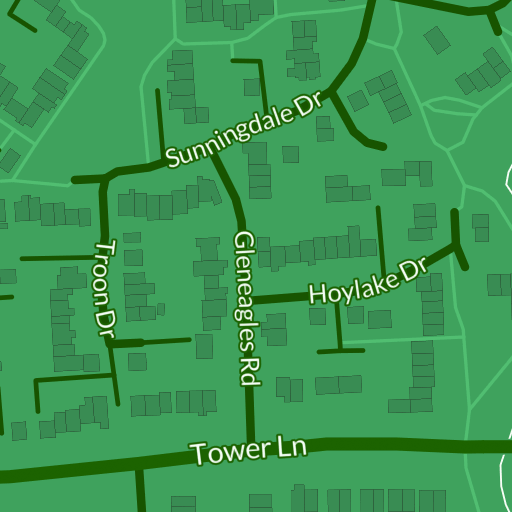 Sunningdale Dr
Troon Dr
Gleneagles Rd
Hoylake Dr
Tower Ln